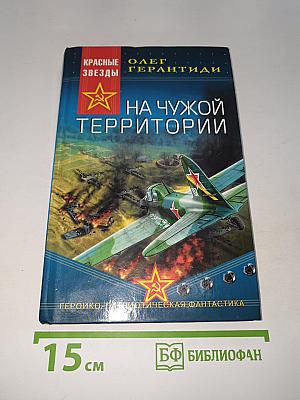 КРАСНЫЕ
ЗВЕЗДЫ
ОЛЕГ
ГЕРАНТИДИ
НА ЧУЖОЙ
ТЕРРИТОРИИ
ГЕРОИКО-ПАТРИОТИЧЕСКАЯ ФАНТАСТИКА
15 см
БФ БИБЛИОФАН